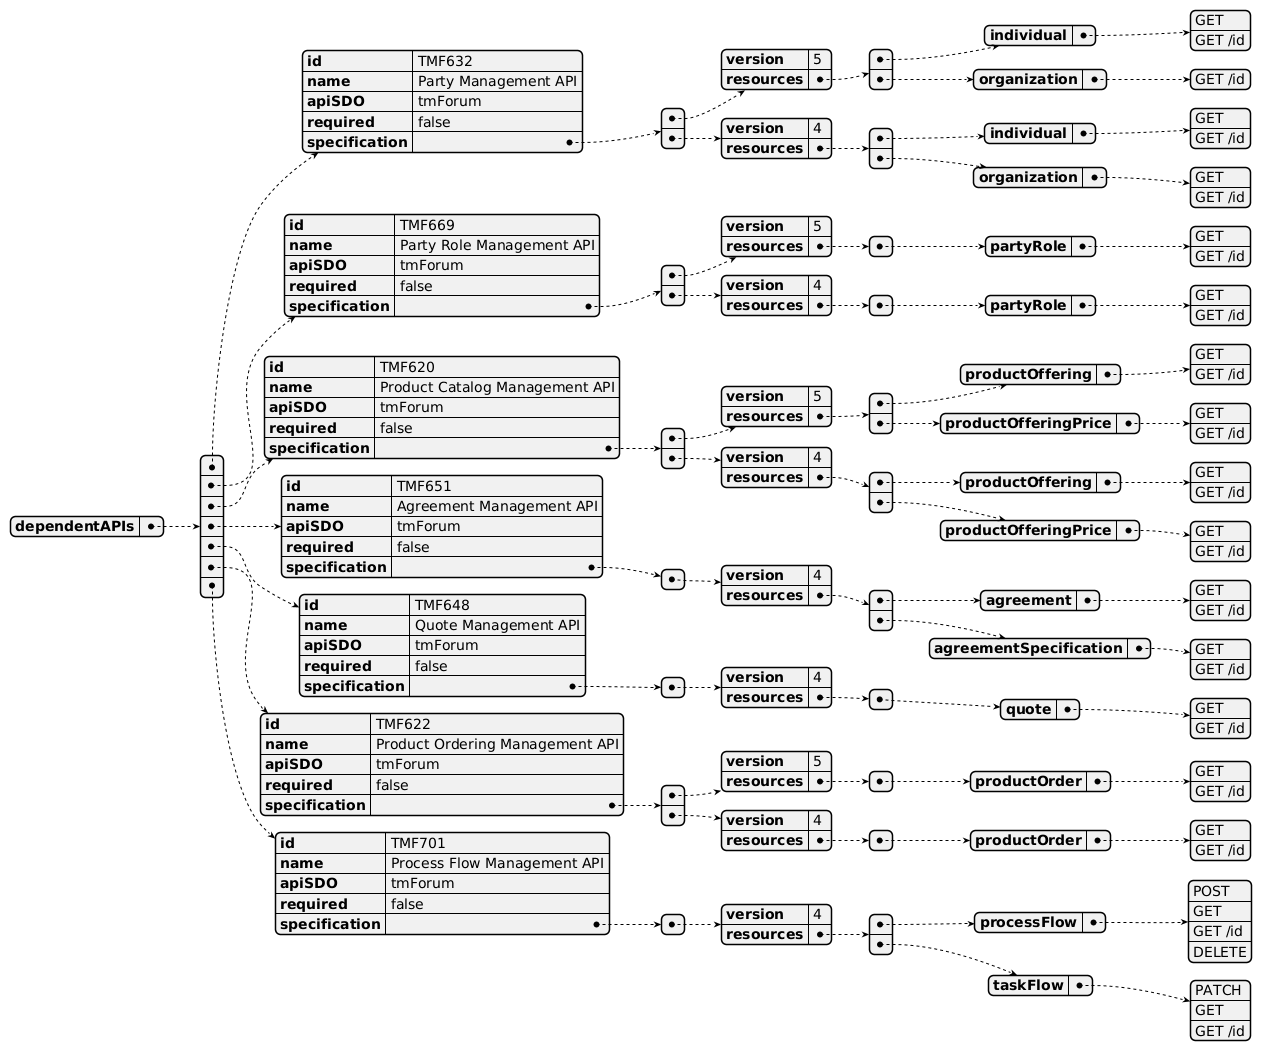 dependentAPIs
id TMF632
name Party Management API
apiSDO tmForum
required false
specification
version 5
resources
individual
GET
GET /id
organization
GET /id
version 4
resources
individual
GET
GET /id
organization
GET
GET /id
id TMF669
name Party Role Management API
apiSDO tmForum
required false
specification
version 5
resources
partyRole
GET
GET /id
version 4
resources
partyRole
GET
GET /id
id TMF620
name Product Catalog Management API
apiSDO tmForum
required false
specification
version 5
resources
productOffering
GET
GET /id
productOfferingPrice
GET
GET /id
version 4
resources
productOffering
GET
GET /id
productOfferingPrice
GET
GET /id
id TMF651
name Agreement Management API
apiSDO tmForum
required false
specification
version 4
resources
agreement
GET
GET /id
agreementSpecification
GET
GET /id
id TMF648
name Quote Management API
apiSDO tmForum
required false
specification
version 4
resources
quote
GET
GET /id
id TMF622
name Product Ordering Management API
apiSDO tmForum
required false
specification
version 5
resources
productOrder
GET
GET /id
version 4
resources
productOrder
GET
GET /id
id TMF701
name Process Flow Management API
apiSDO tmForum
required false
specification
version 4
resources
processFlow
POST
GET
GET /id
DELETE
taskFlow
PATCH
GET
GET /id